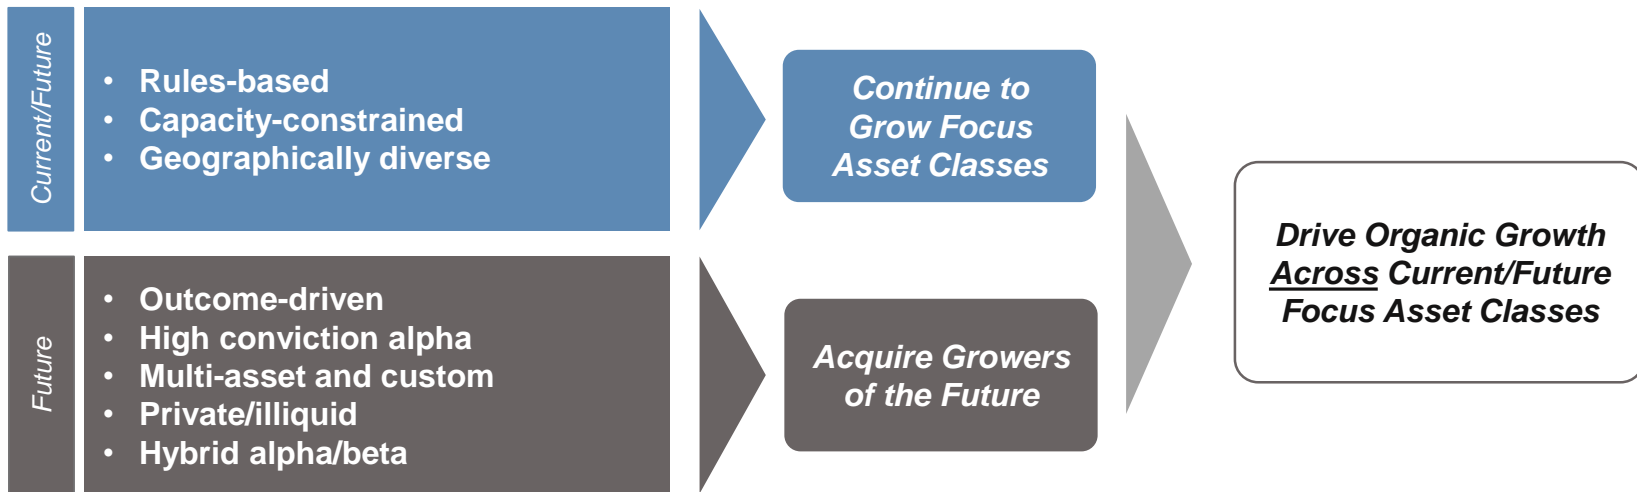 Current/Future
• Rules-based
• Capacity-constrained
• Geographically diverse
Continue to
Grow Focus
Asset Classes
Future
• Outcome-driven
• High conviction alpha
• Multi-asset and custom
• Private/illiquid
• Hybrid alpha/beta
Acquire Growers
of the Future
Drive Organic Growth
Across Current/Future
Focus Asset Classes